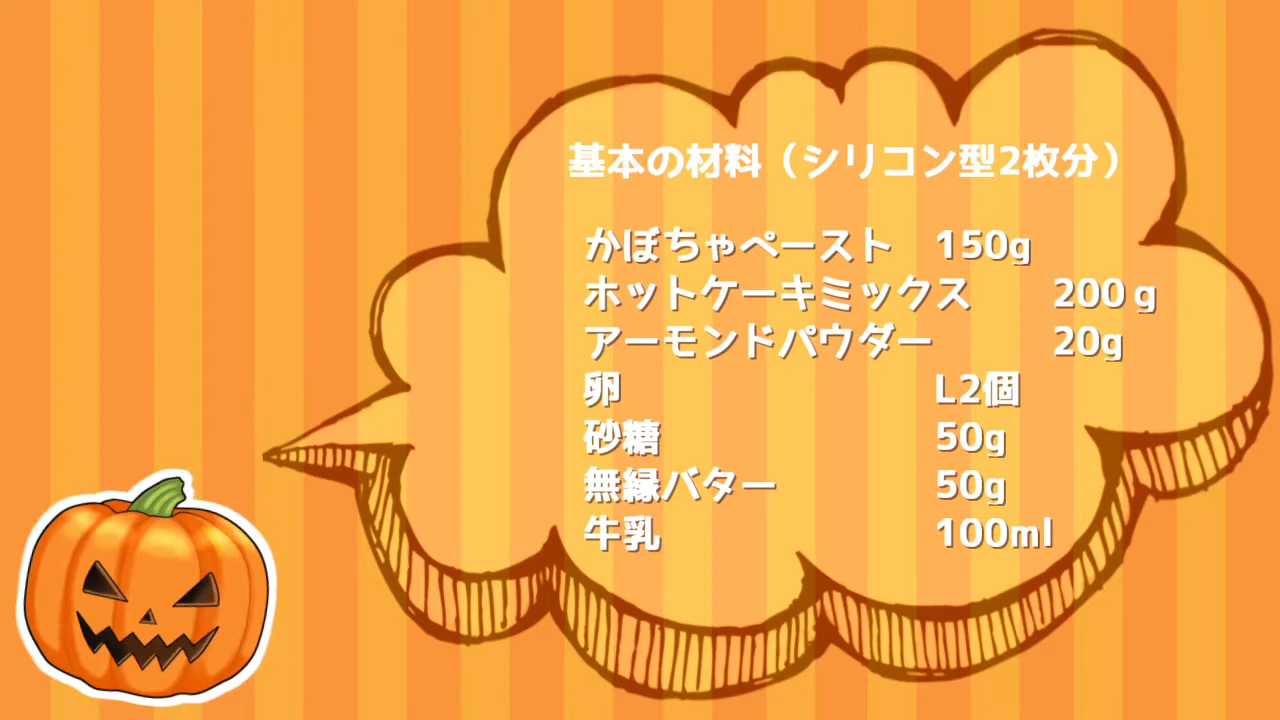 基本の材料（シリコン型2枚分）
かぼちゃペースト 150g
ホットケーキミックス 200ｇ
アーモンドパウダー 20g
卵 L2個
砂糖 50g
無縁バター 50g
牛乳 100ml